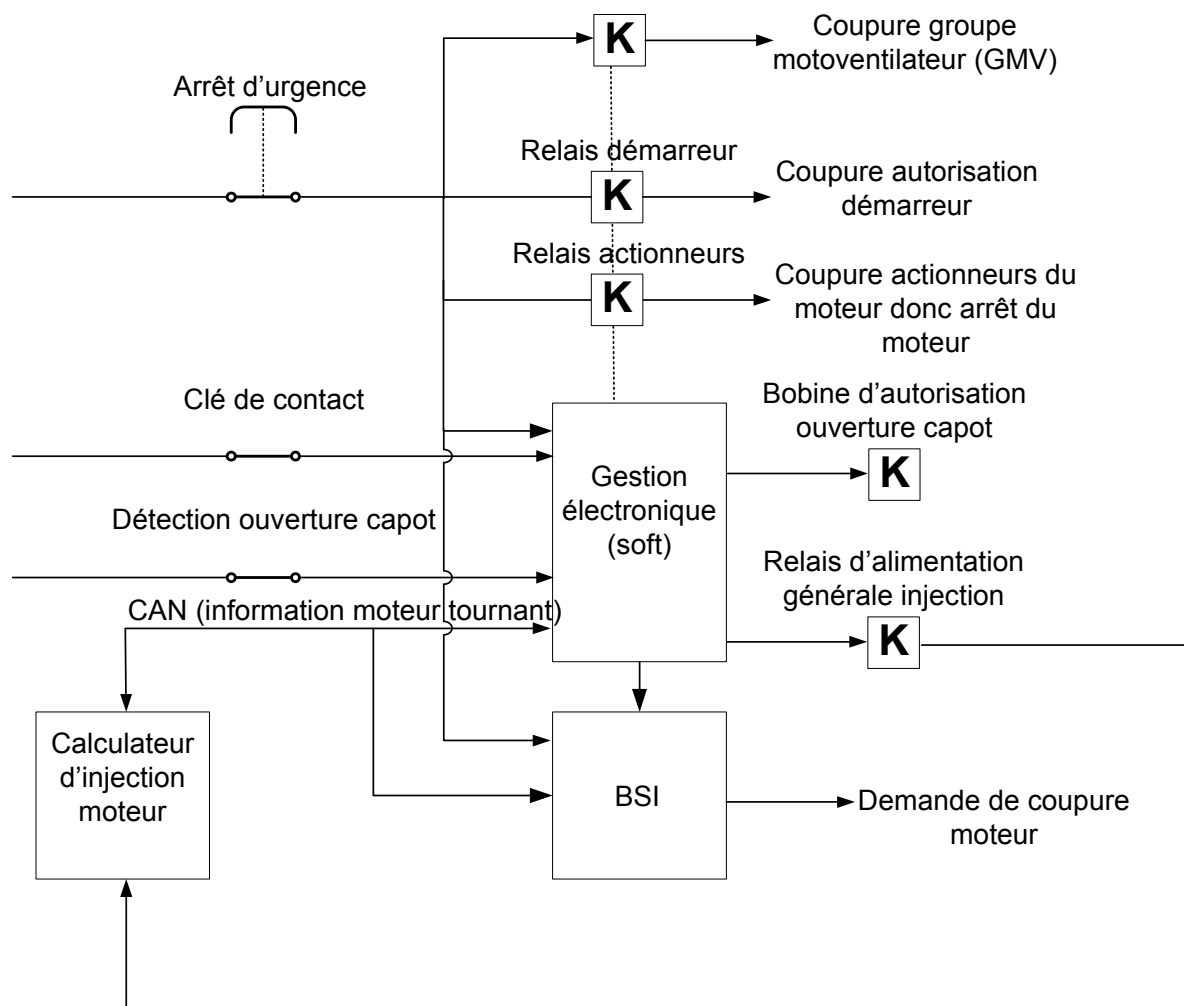 K
Coupure groupe
motoventilateur (GMV)
Arrêt d’urgence
Relais démarreur
K
Coupure autorisation
démarreur
Relais actionneurs
K
Coupure actionneurs du
moteur donc arrêt du
moteur
Clé de contact
Bobine d’autorisation
ouverture capot
K
Gestion
électronique
(soft)
Détection ouverture capot
Relais d’alimentation
générale injection
K
CAN (information moteur tournant)
Calculateur
d’injection
moteur
BSI
Demande de coupure
moteur